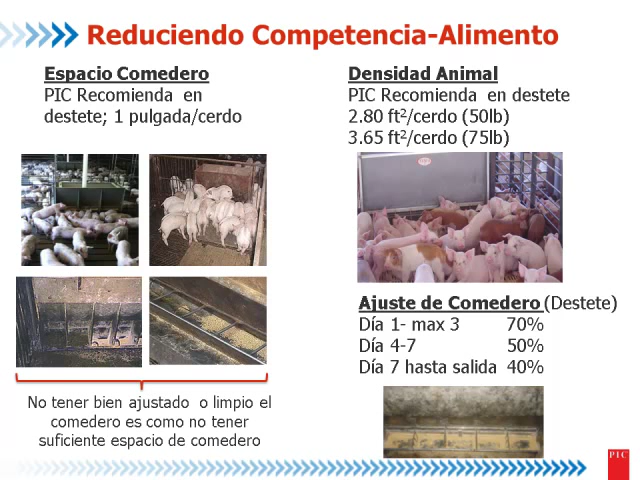 Reduciendo Competencia-Alimento
Espacio Comedero
PIC Recomienda en
destete; 1 pulgada/cerdo
Densidad Animal
PIC Recomienda en destete
2.80 ft²/cerdo (50lb)
3.65 ft²/cerdo (75lb)
Ajuste de Comedero (Destete)
Día 1- max 3 70%
Día 4-7 50%
Día 7 hasta salida 40%
No tener bien ajustado o limpio el
comedero es como no tener
suficiente espacio de comedero
PIC